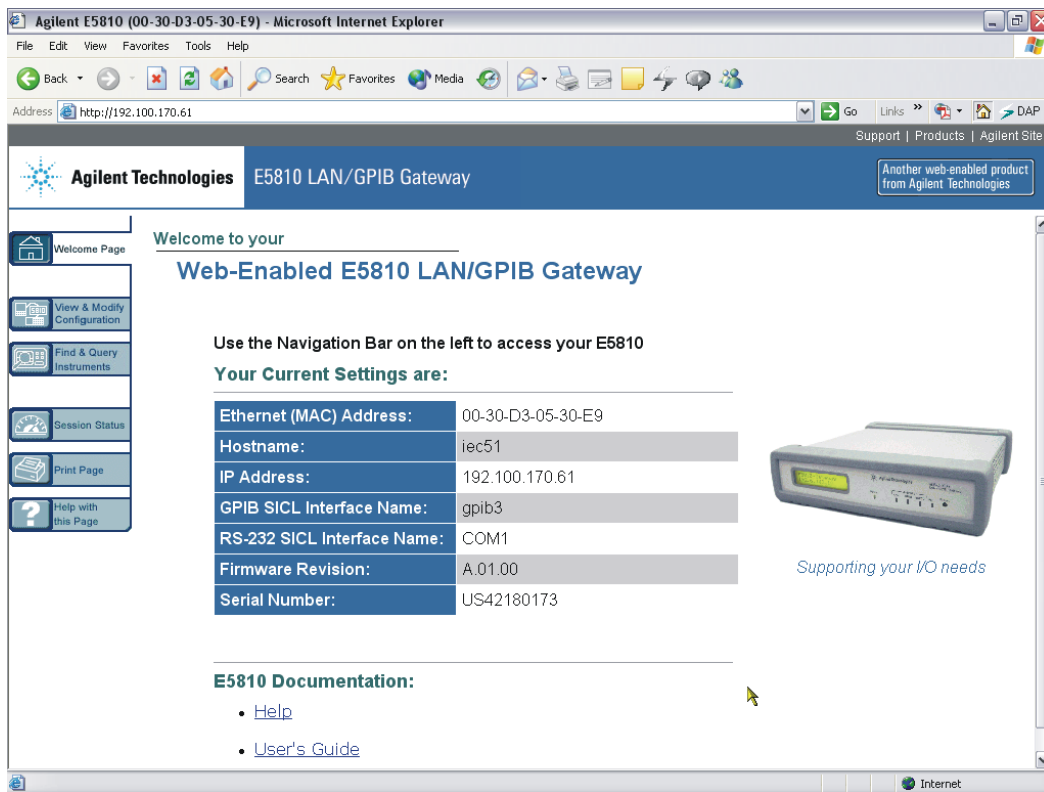 Agilent E5810 (00-30-D3-05-30-E9) - Microsoft Internet Explorer
File Edit View Favorites Tools Help
Back Search Favorites Media
Address http://192.100.170.61 Go Links » DAP
Support | Products | Agilent Site
Agilent Technologies E5810 LAN/GPIB Gateway
Another web-enabled product
from Agilent Technologies
Welcome Page
View & Modify
Configuration
Find & Query
Instruments
Session Status
Print Page
Help with
this Page
Welcome to your
Web-Enabled E5810 LAN/GPIB Gateway
Use the Navigation Bar on the left to access your E5810
Your Current Settings are:
Ethernet (MAC) Address: 00-30-D3-05-30-E9
Hostname: iec51
IP Address: 192.100.170.61
GPIB SICL Interface Name: gpib3
RS-232 SICL Interface Name: COM1
Firmware Revision: A.01.00
Serial Number: US42180173
Supporting your I/O needs
E5810 Documentation:
• Help
• User's Guide
Internet